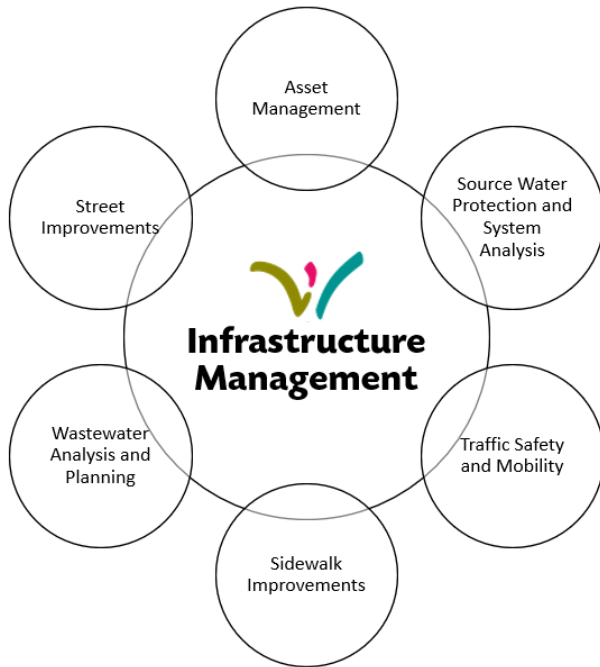 Asset
Management
Source Water
Protection and
System
Analysis
Traffic Safety
and Mobility
Sidewalk
Improvements
Wastewater
Analysis and
Planning
Street
Improvements
Infrastructure
Management